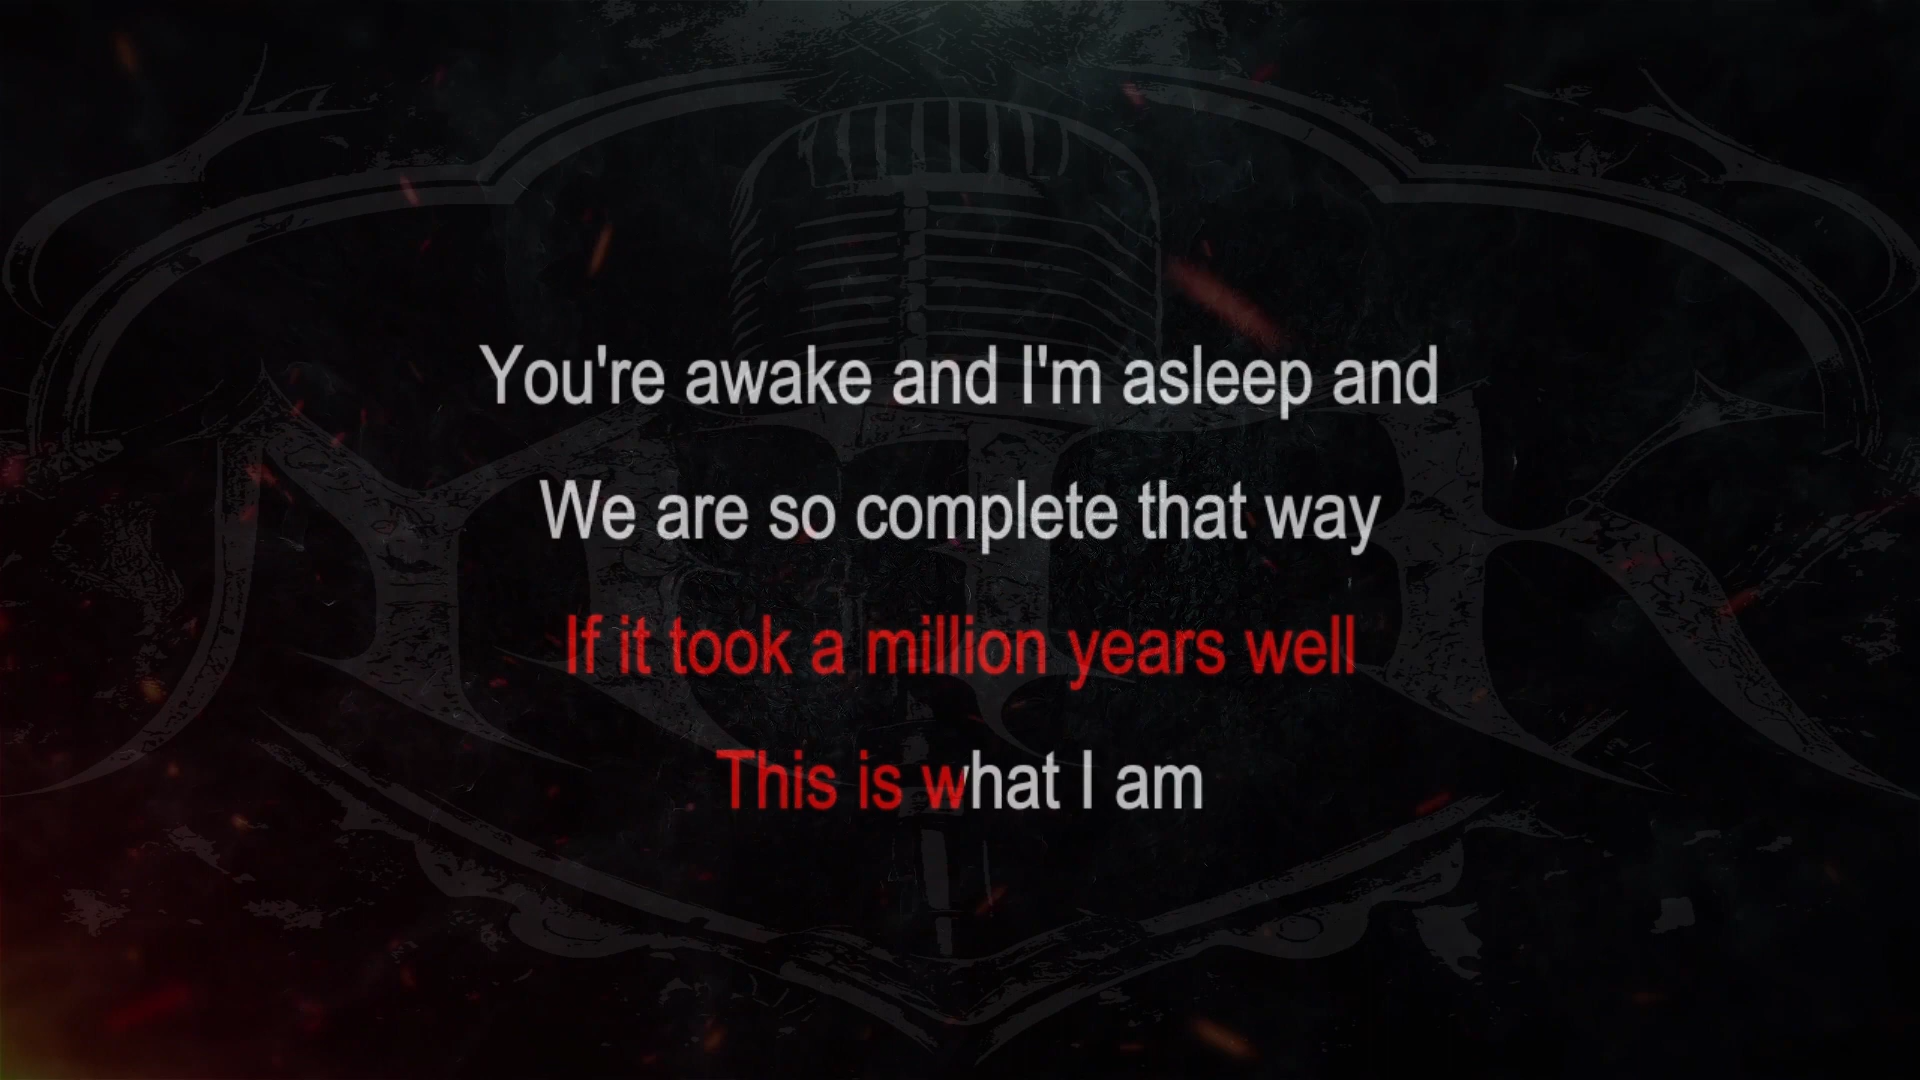 You're awake and I'm asleep and
We are so complete that way
If it took a million years well
This is what I am
MTK